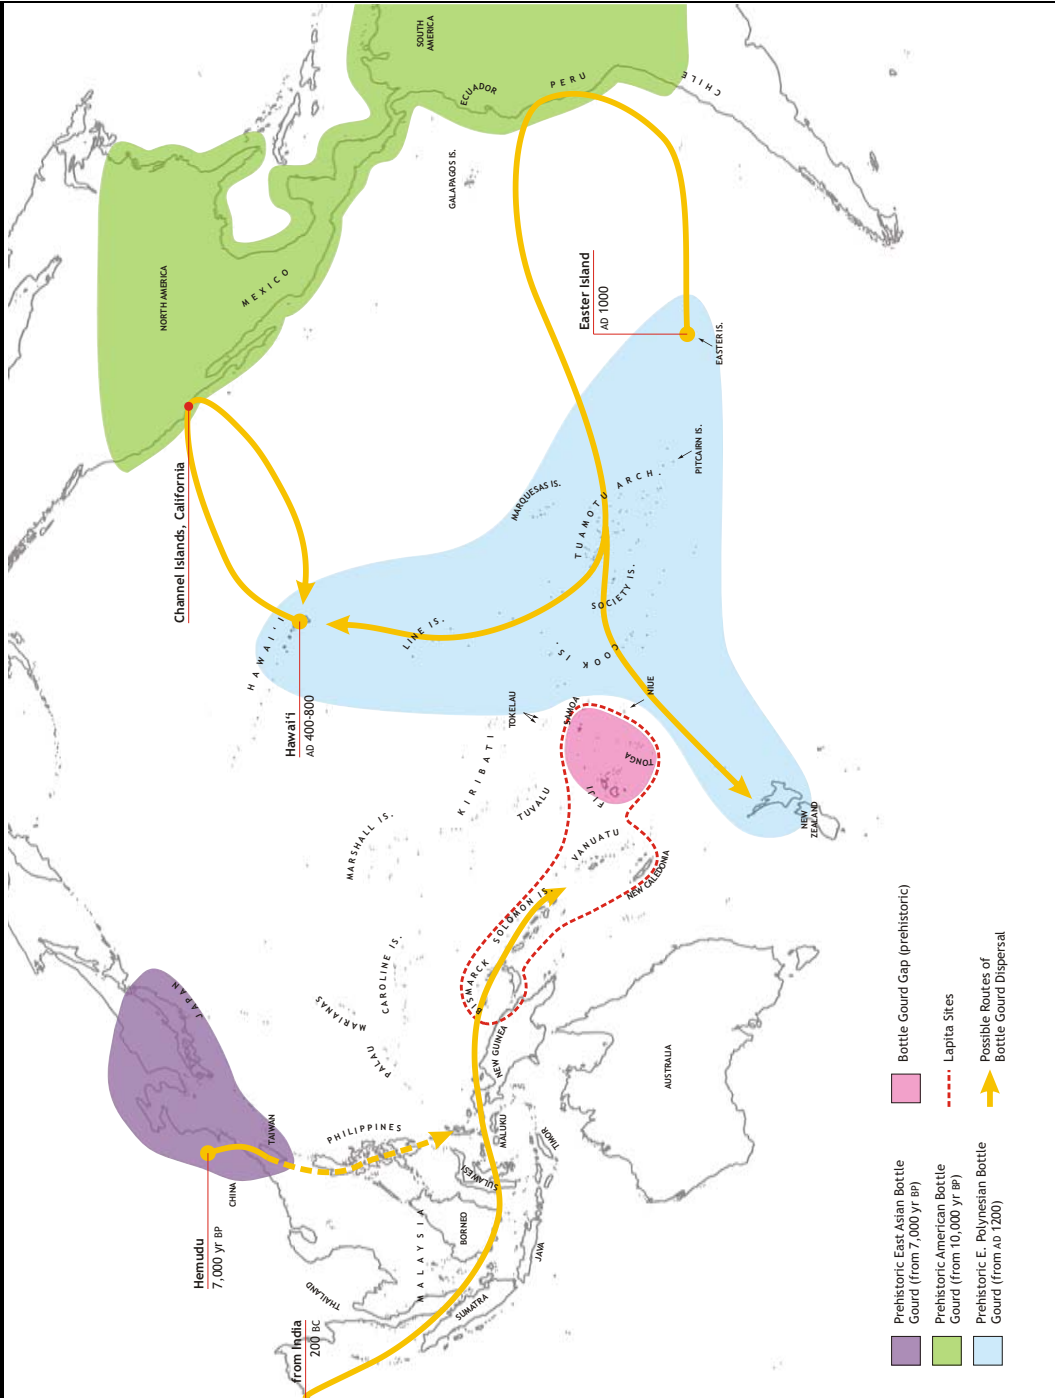 from India
200 BC
Hemudu
7,000 yr BP
CHINA
TAIWAN
JAPAN
THAILAND
MALAYSIA
SUMATRA
BORNEO
JAVA
SULAWESI
PHILIPPINES
MALUKU
TIMOR
PALAU
MARIANAS
CAROLINE IS.
NEW GUINEA
BISMARCK
SOLOMON IS.
AUSTRALIA
MARSHALL IS.
KIRIBATI
TUVALU
VANUATU
NEW CALEDONIA
FIJI
TONGA
SAMOA
TOKELAU
NIUE
NEW
ZEALAND
Hawai'i
AD 400-800
HAWAI'I
LINE IS.
COOK IS.
SOCIETY IS.
TUAMOTU ARCH.
MARQUESAS IS.
PITCAIRN IS.
EASTER IS.
Easter Island
AD 1000
Channel Islands, California
NORTH AMERICA
MEXICO
GALAPAGOS IS.
ECUADOR
PERU
CHILE
SOUTH
AMERICA
Prehistoric East Asian Bottle
Gourd (from 7,000 yr BP)
Prehistoric American Bottle
Gourd (from 10,000 yr BP)
Prehistoric E. Polynesian Bottle
Gourd (from AD 1200)
Bottle Gourd Gap (prehistoric)
Lapita Sites
Possible Routes of
Bottle Gourd Dispersal